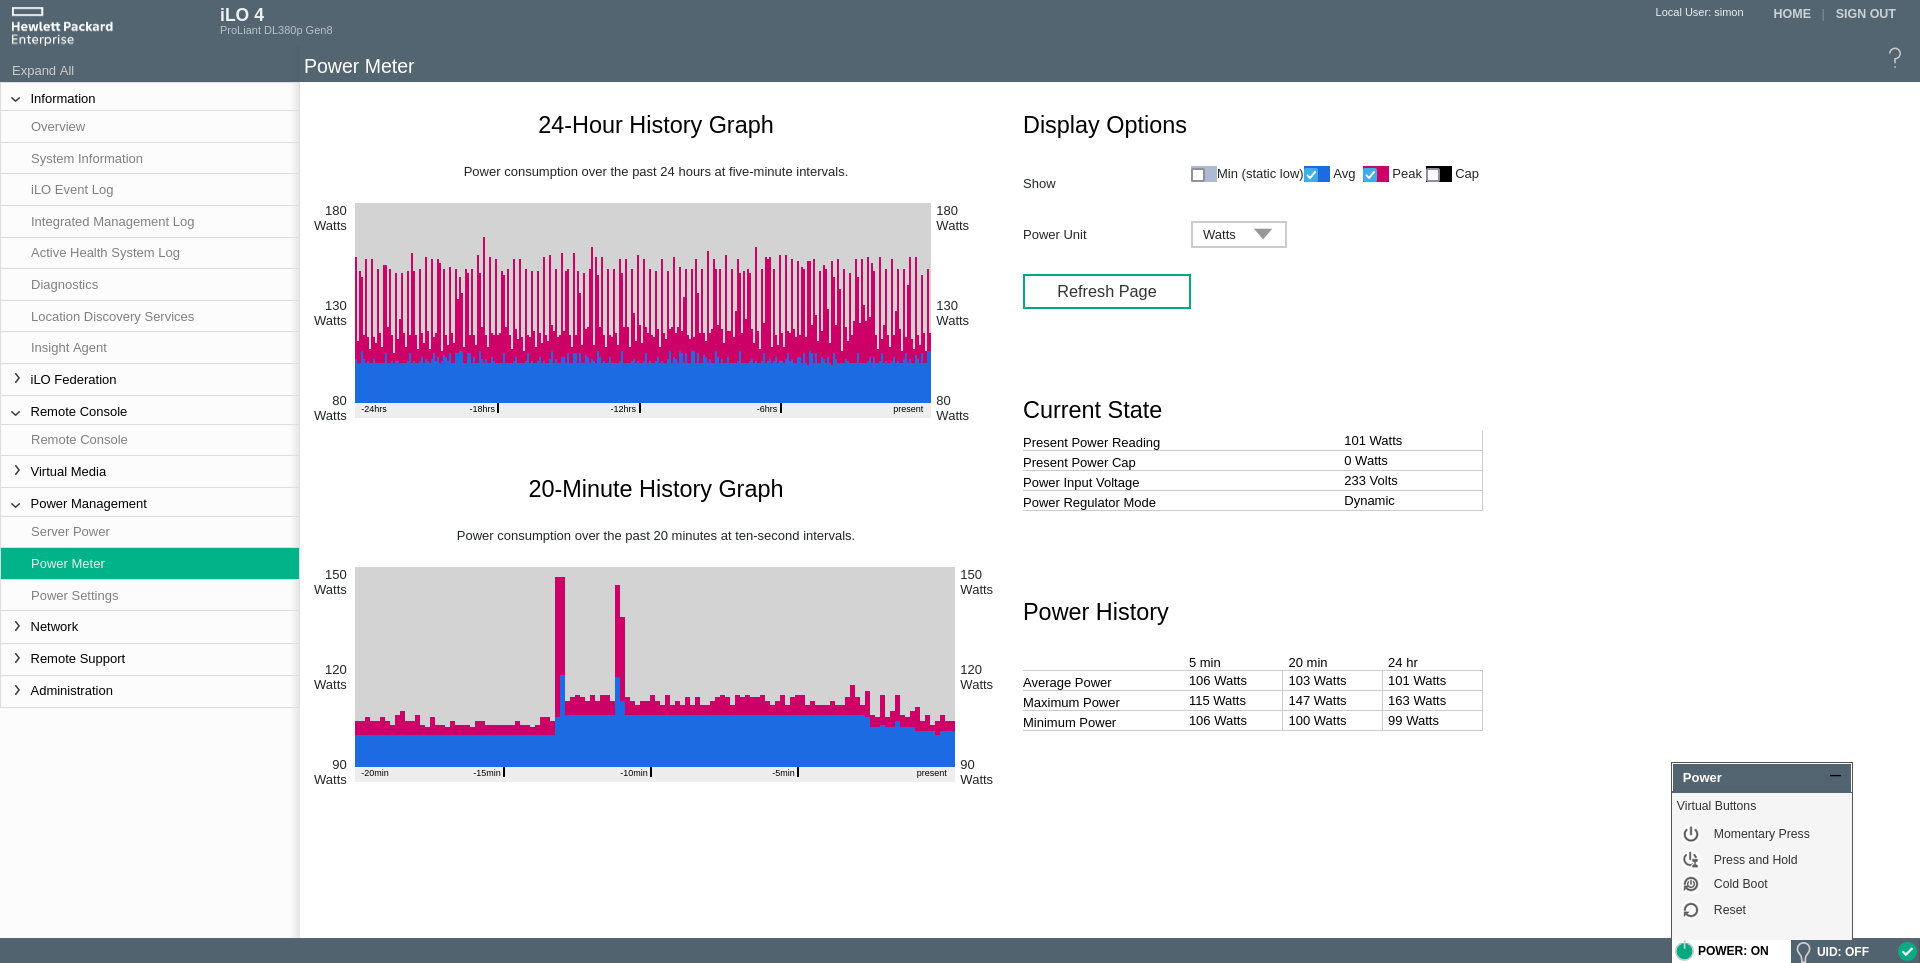 Hewlett Packard
Enterprise
iLO 4
ProLiant DL380p Gen8
Local User: simon
HOME | SIGN OUT
Expand All
Power Meter
?
Information
Overview
System Information
iLO Event Log
Integrated Management Log
Active Health System Log
Diagnostics
Location Discovery Services
Insight Agent
iLO Federation
Remote Console
Remote Console
Virtual Media
Power Management
Server Power
Power Meter
Power Settings
Network
Remote Support
Administration
24-Hour History Graph
Power consumption over the past 24 hours at five-minute intervals.
180 Watts
180 Watts
130 Watts
130 Watts
80 Watts
80 Watts
-24hrs -18hrs -12hrs -6hrs present
20-Minute History Graph
Power consumption over the past 20 minutes at ten-second intervals.
150 Watts
150 Watts
120 Watts
120 Watts
90 Watts
90 Watts
-20min -15min -10min -5min present
Display Options
Show Min (static low) Avg Peak Cap
Power Unit Watts
Refresh Page
Current State
Present Power Reading 101 Watts
Present Power Cap 0 Watts
Power Input Voltage 233 Volts
Power Regulator Mode Dynamic
Power History
5 min 20 min 24 hr
Average Power 106 Watts 103 Watts 101 Watts
Maximum Power 115 Watts 147 Watts 163 Watts
Minimum Power 106 Watts 100 Watts 99 Watts
Power
Virtual Buttons
Momentary Press
Press and Hold
Cold Boot
Reset
POWER: ON UID: OFF